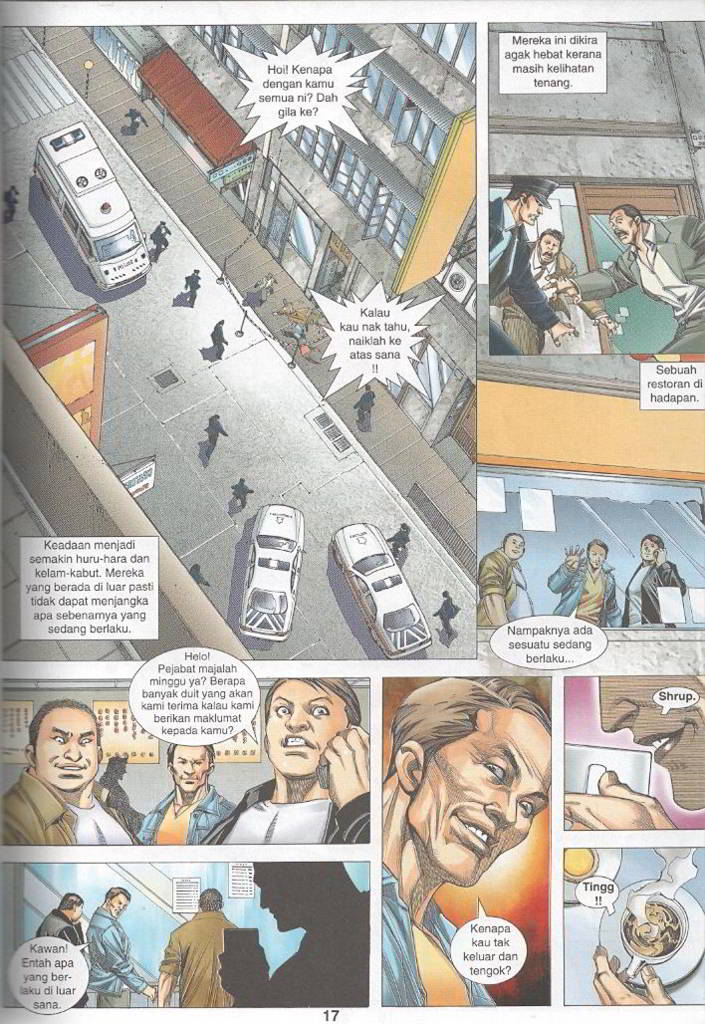 Hoi! Kenapa
dengan kamu
semua ni? Dah
gila ke?
Kalau
kau nak tahu,
naiklah ke
atas sana
!!
Keadaan menjadi
semakin huru-hara dan
kelam-kabut. Mereka
yang berada di luar pasti
tidak dapat menjangka
apa sebenarnya yang
sedang berlaku.
Mereka ini dikira
agak hebat kerana
masih kelihatan
tenang.
Sebuah
restoran di
hadapan.
Nampaknya ada
sesuatu sedang
berlaku...
Helo!
Pejabat majalah
minggu ya? Berapa
banyak duit yang akan
kami terima kalau kami
berikan maklumat
kepada kamu?
Kenapa
kau tak
keluar dan
tengok?
Shrup.
Tingg
!!
Kawan!
Entah apa
yang ber-
laku di luar
sana.
17